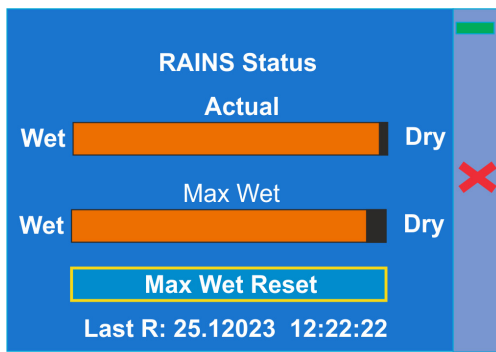 RAINS Status
Actual
Wet Dry
Max Wet
Wet Dry
Max Wet Reset
Last R: 25.12023 12:22:22